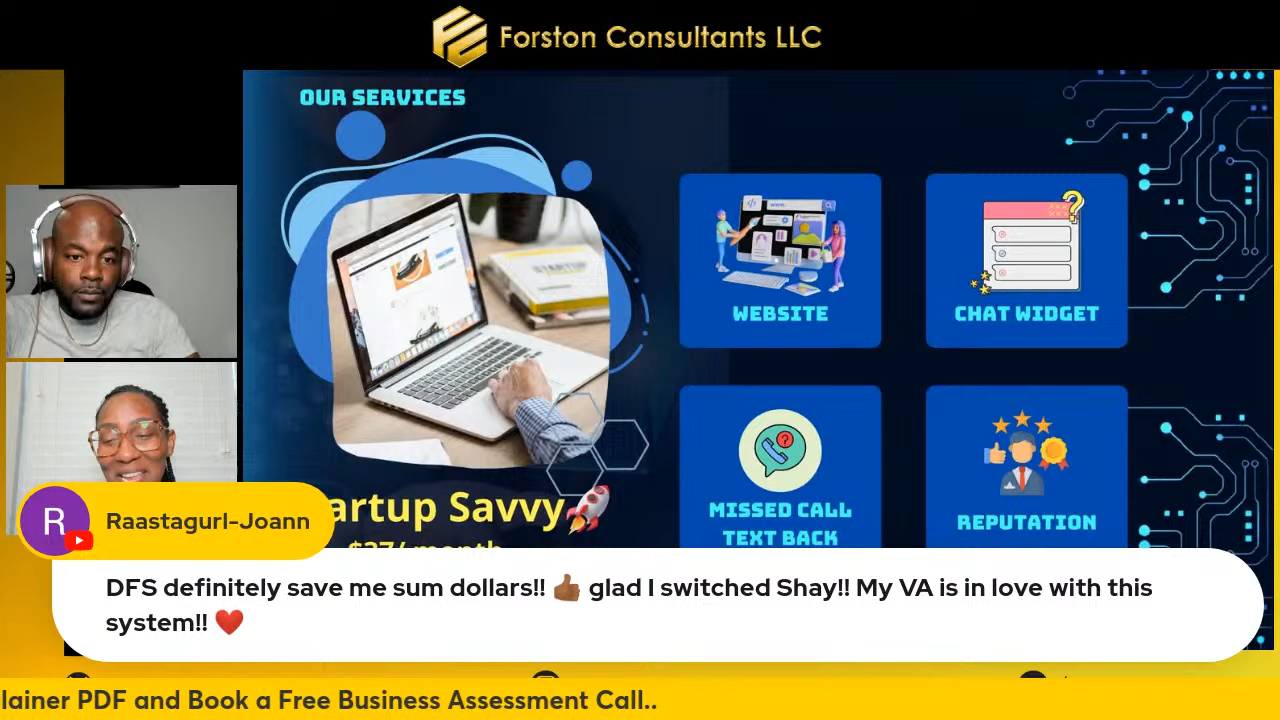 Forston Consultants LLC
OUR SERVICES
WEBSITE
CHAT WIDGET
artup Savvy🚀
MISSED CALL
TEXT BACK
REPUTATION
R
Raastagurl-Joann
DFS definitely save me sum dollars!! 👍🏾 glad I switched Shay!! My VA is in love with this
system!! ❤️
lainer PDF and Book a Free Business Assessment Call..